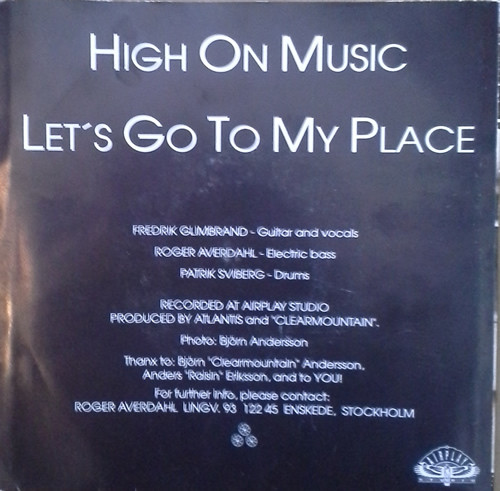 HIGH ON MUSIC
LET´S GO TO MY PLACE
FREDRIK GLIMBRAND - Guitar and vocals
ROGER AVERDAHL - Electric bass
PATRIK SVIBERG - Drums
RECORDED AT AIRPLAY STUDIO
PRODUCED BY ATLANTIS and "CLEARMOUNTAIN".
Photo: Björn Andersson
Thanx to: Björn "Clearmountain" Andersson,
Anders "Raisin" Eriksson, and to YOU!
For further info, please contact:
ROGER AVERDAHL LINGV. 93 122 45 ENSKEDE, STOCKHOLM
AIRPLAY